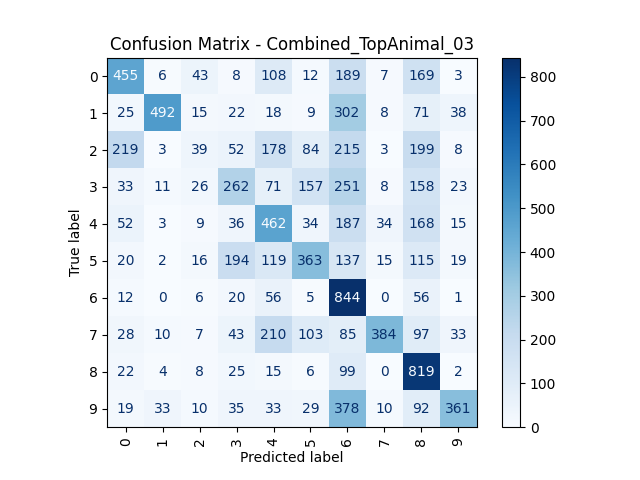 Confusion Matrix - Combined_TopAnimal_03
True label
0 455 6 43 8 108 12 189 7 169 3
1 25 492 15 22 18 9 302 8 71 38
2 219 3 39 52 178 84 215 3 199 8
3 33 11 26 262 71 157 251 8 158 23
4 52 3 9 36 462 34 187 34 168 15
5 20 2 16 194 119 363 137 15 115 19
6 12 0 6 20 56 5 844 0 56 1
7 28 10 7 43 210 103 85 384 97 33
8 22 4 8 25 15 6 99 0 819 2
9 19 33 10 35 33 29 378 10 92 361
0 1 2 3 4 5 6 7 8 9
Predicted label
800
700
600
500
400
300
200
100
0